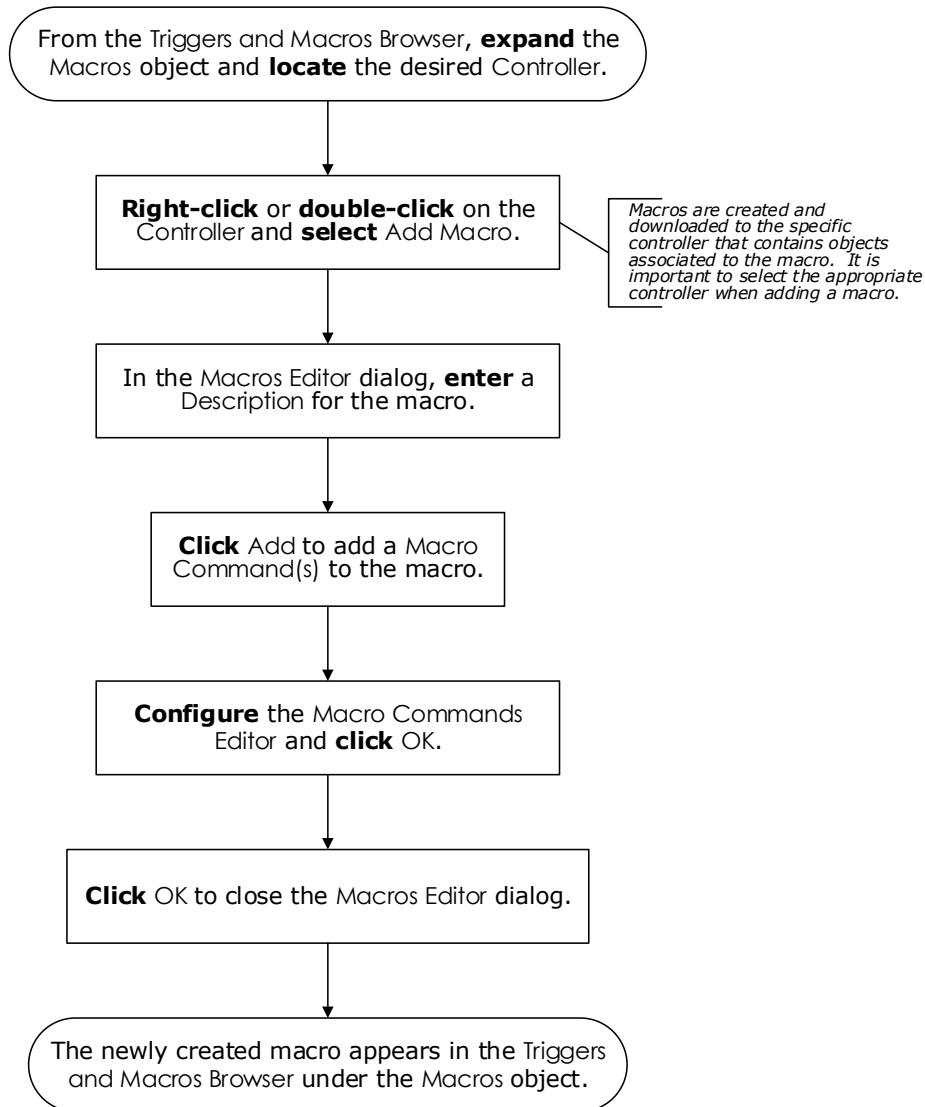 From the Triggers and Macros Browser, expand the
Macros object and locate the desired Controller.
Right-click or double-click on the
Controller and select Add Macro.
Macros are created and
downloaded to the specific
controller that contains objects
associated to the macro.  It is
important to select the appropriate
controller when adding a macro.
In the Macros Editor dialog, enter a
Description for the macro.
Click Add to add a Macro
Command(s) to the macro.
Configure the Macro Commands
Editor and click OK.
Click OK to close the Macros Editor dialog.
The newly created macro appears in the Triggers
and Macros Browser under the Macros object.